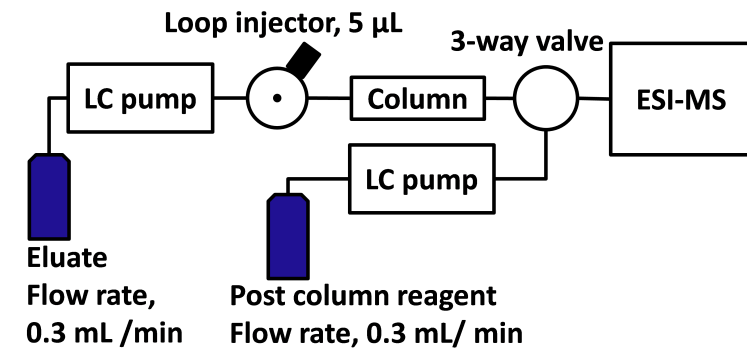 Loop injector, 5 μL
3-way valve
LC pump
Column
ESI-MS
LC pump
Eluate
Flow rate,
0.3 mL /min
Post column reagent
Flow rate, 0.3 mL/ min